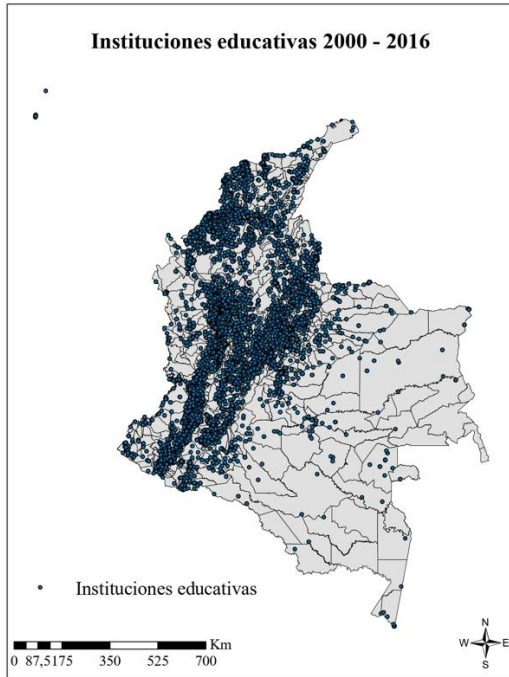 Instituciones educativas 2000 - 2016
Instituciones educativas
Km
0 87,5175 350 525 700
N
W E
S